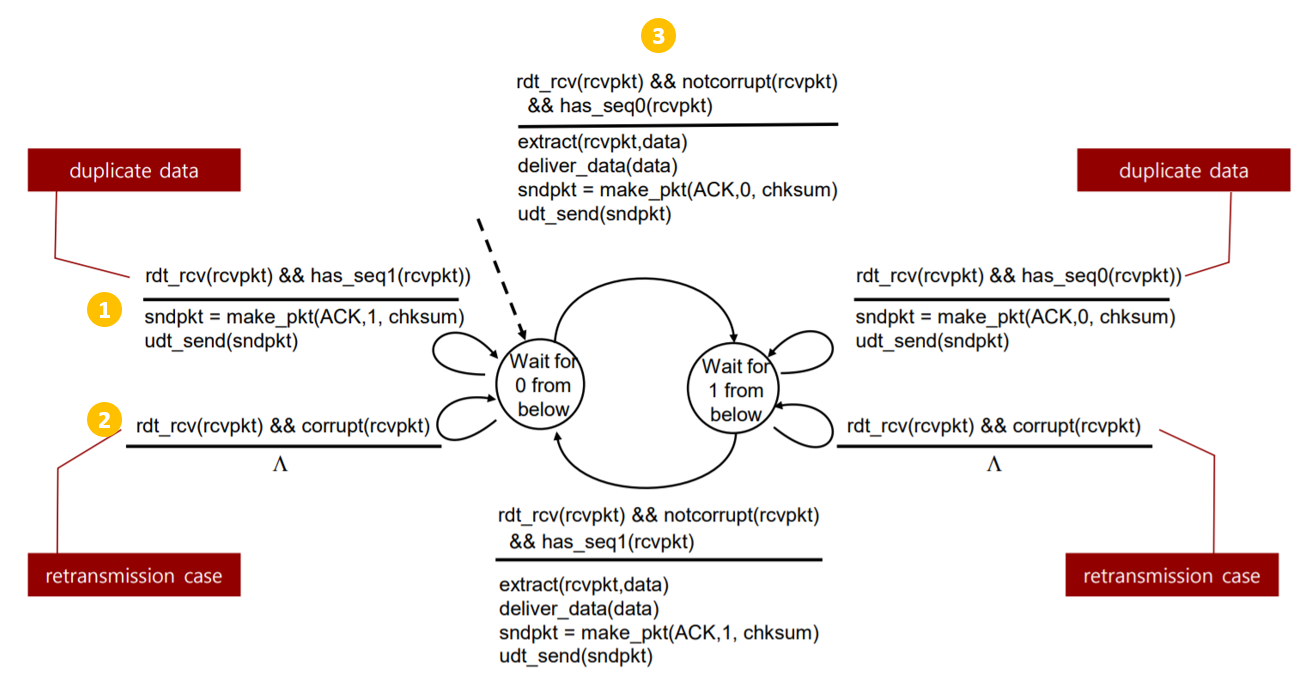 3
rdt_rcv(rcvpkt) && notcorrupt(rcvpkt)
&& has_seq0(rcvpkt)
extract(rcvpkt,data)
deliver_data(data)
sndpkt = make_pkt(ACK,0, chksum)
udt_send(sndpkt)
duplicate data
duplicate data
rdt_rcv(rcvpkt) && has_seq1(rcvpkt))
1
sndpkt = make_pkt(ACK,1, chksum)
udt_send(sndpkt)
rdt_rcv(rcvpkt) && has_seq0(rcvpkt))
sndpkt = make_pkt(ACK,0, chksum)
udt_send(sndpkt)
Wait for
0 from
below
Wait for
1 from
below
2
rdt_rcv(rcvpkt) && corrupt(rcvpkt)
Λ
rdt_rcv(rcvpkt) && corrupt(rcvpkt)
Λ
retransmission case
retransmission case
rdt_rcv(rcvpkt) && notcorrupt(rcvpkt)
&& has_seq1(rcvpkt)
extract(rcvpkt,data)
deliver_data(data)
sndpkt = make_pkt(ACK,1, chksum)
udt_send(sndpkt)